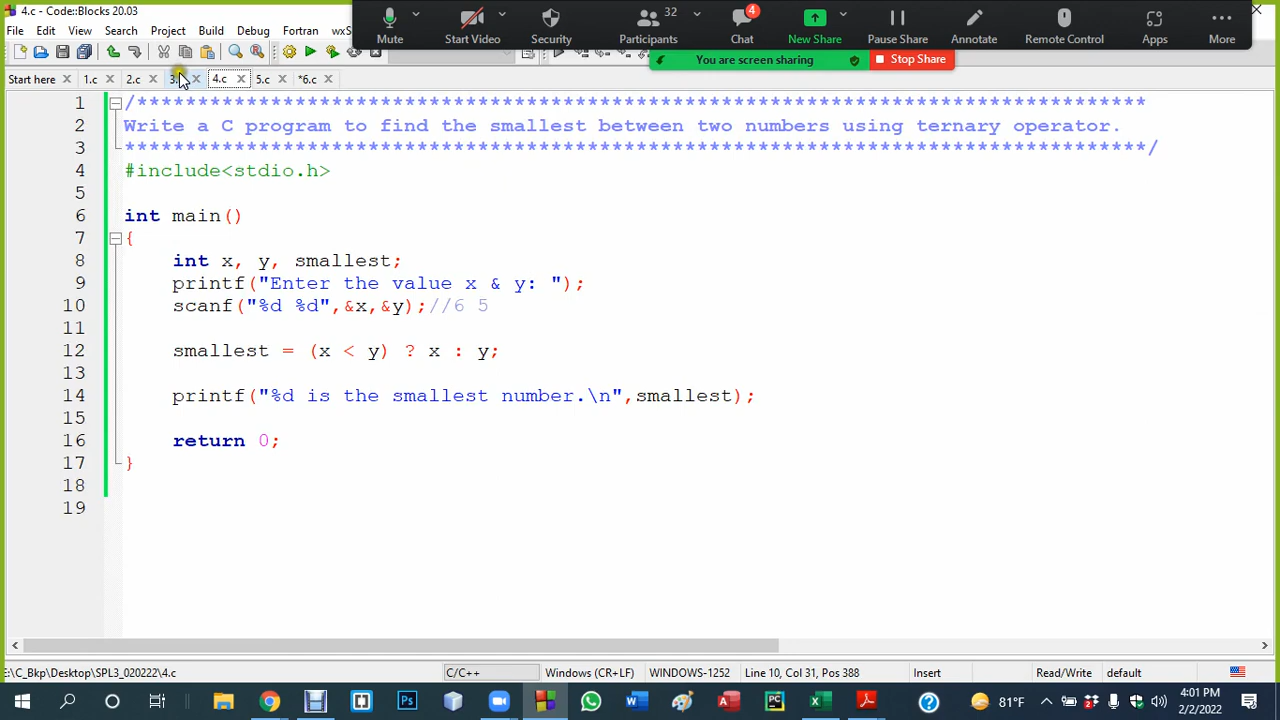 4.c - Code::Blocks 20.03
File Edit View Search Project Build Debug Fortran wxS
Mute Start Video Security 32 Participants 4 Chat New Share Pause Share Annotate Remote Control Apps More
You are screen sharing Stop Share
Start here 1.c 2.c 4.c 5.c *6.c
1 /***********************************************************************************
2 Write a C program to find the smallest between two numbers using ternary operator.
3 ************************************************************************************/
4 #include<stdio.h>
5
6 int main()
7 {
8 int x, y, smallest;
9 printf("Enter the value x & y: ");
10 scanf("%d %d",&x,&y);//6 5
11
12 smallest = (x < y) ? x : y;
13
14 printf("%d is the smallest number.\n",smallest);
15
16 return 0;
17 }
18
19
E:\C_Bkp\Desktop\SPL3_020222\4.c C/C++ Windows (CR+LF) WINDOWS-1252 Line 10, Col 31, Pos 388 Insert Read/Write default
81°F 4:01 PM
2/2/2022